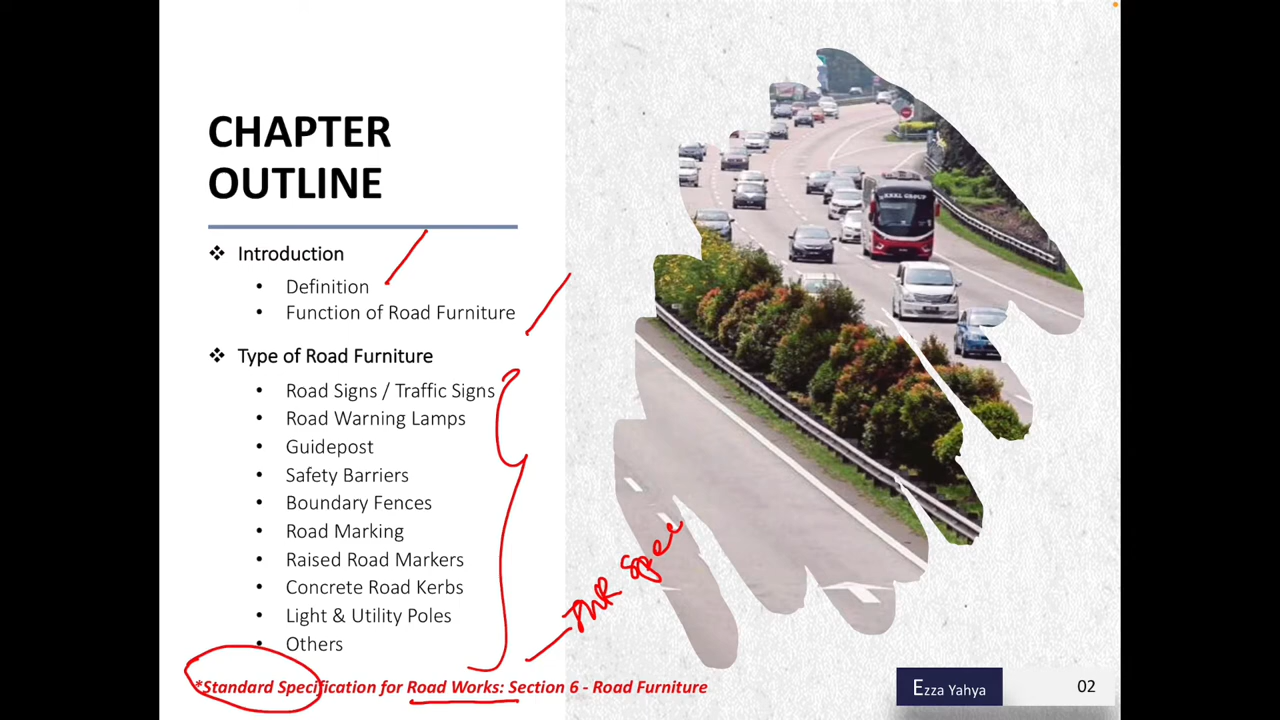 CHAPTER
OUTLINE
❖ Introduction
• Definition
• Function of Road Furniture
❖ Type of Road Furniture
• Road Signs / Traffic Signs
• Road Warning Lamps
• Guidepost
• Safety Barriers
• Boundary Fences
• Road Marking
• Raised Road Markers
• Concrete Road Kerbs
• Light & Utility Poles
• Others
*Standard Specification for Road Works: Section 6 - Road Furniture
Spec
Ezza Yahya
02